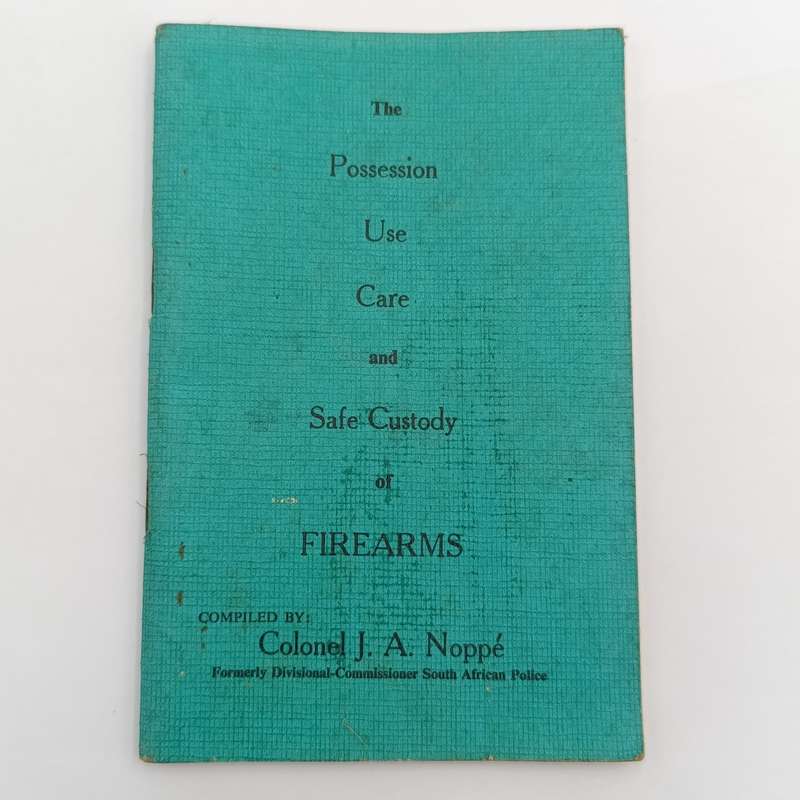 The
Possession
Use
Care
and
Safe Custody
of
FIREARMS
COMPILED BY:
Colonel J. A. Noppé
Formerly Divisional-Commissioner South African Police